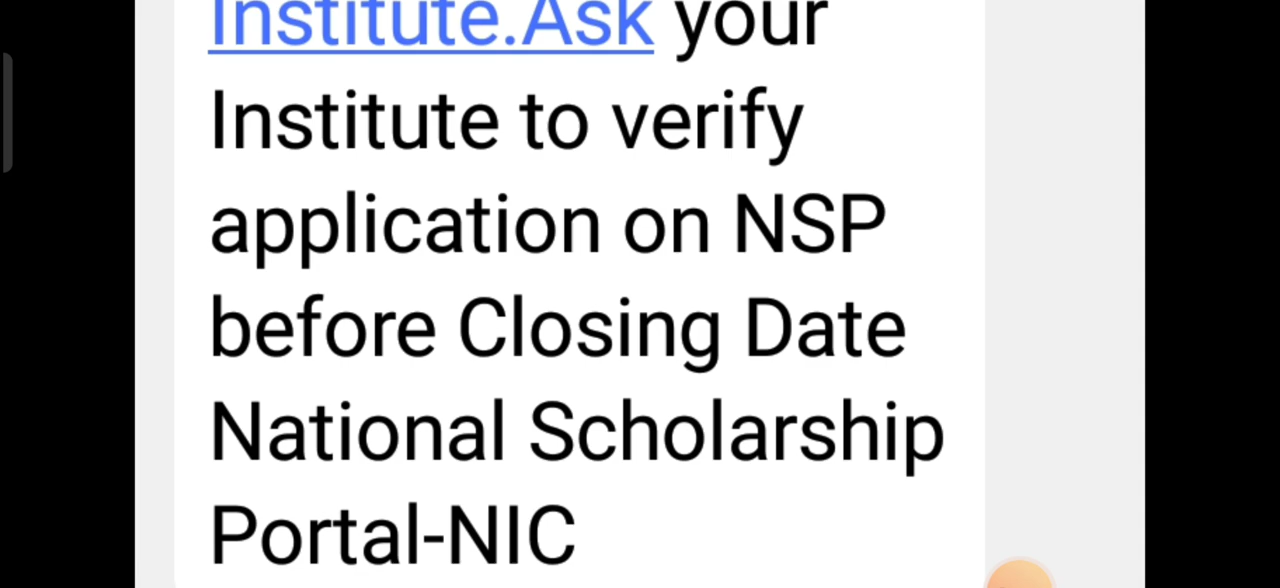 Institute.Ask your
Institute to verify
application on NSP
before Closing Date
National Scholarship
Portal-NIC